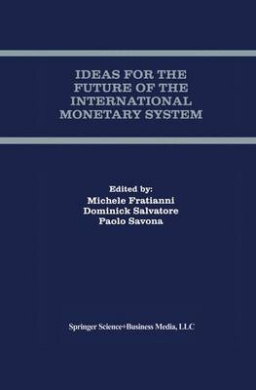 IDEAS FOR THE
FUTURE OF THE
INTERNATIONAL
MONETARY SYSTEM
Edited by:
Michele Fratianni
Dominick Salvatore
Paolo Savona
Springer Science+Business Media, LLC